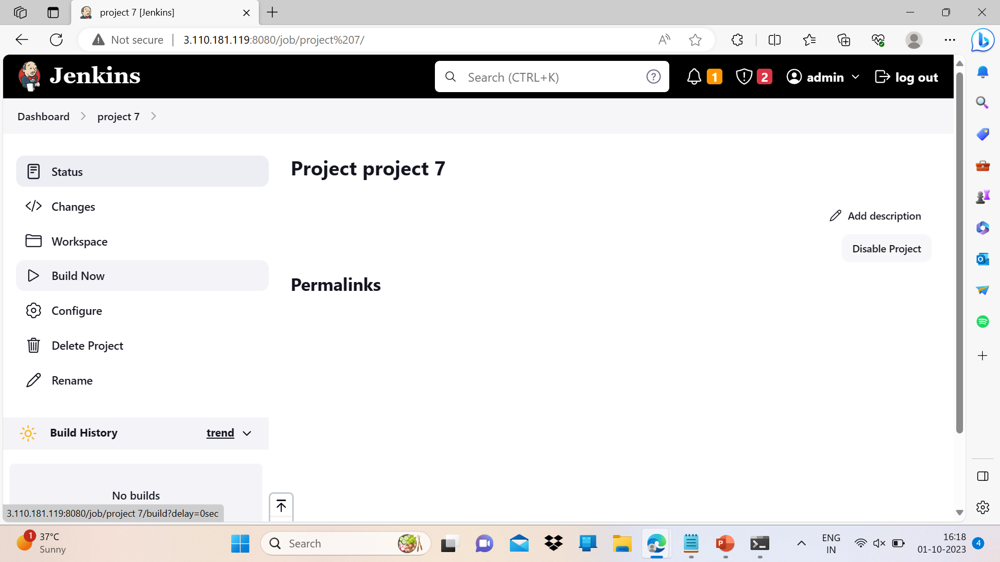 project 7 [Jenkins]
Not secure
3.110.181.119:8080/job/project%207/
Jenkins
Search (CTRL+K)
1
2
admin
log out
Dashboard
project 7
Status
Changes
Workspace
Build Now
Configure
Delete Project
Rename
Project project 7
Add description
Disable Project
Permalinks
Build History
trend
No builds
3.110.181.119:8080/job/project 7/build?delay=0sec
1
37°C
Sunny
Search
ENG
IN
16:18
01-10-2023
4